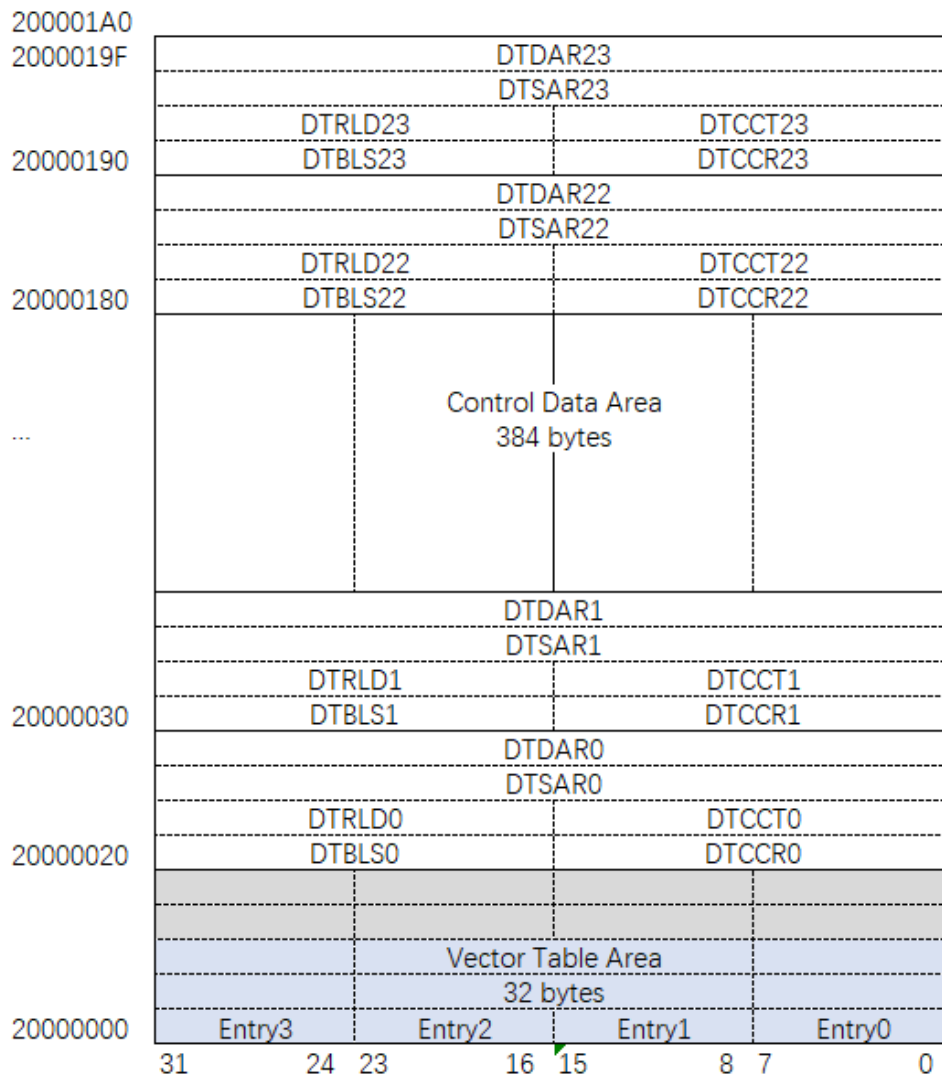 200001A0
2000019F DTDAR23
DTSAR23
DTRLD23 DTCCT23
20000190 DTBLS23 DTCCR23
DTDAR22
DTSAR22
DTRLD22 DTCCT22
20000180 DTBLS22 DTCCR22
Control Data Area
... 384 bytes
DTDAR1
DTSAR1
DTRLD1 DTCCT1
20000030 DTBLS1 DTCCR1
DTDAR0
DTSAR0
DTRLD0 DTCCT0
20000020 DTBLS0 DTCCR0
Vector Table Area
32 bytes
20000000 Entry3 Entry2 Entry1 Entry0
31 24 23 16 15 8 7 0